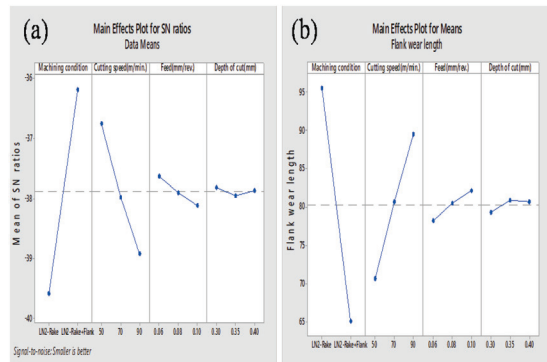 (a)
Main Effects Plot for SN ratios
Data Means
Machining condition Cutting speed(m/min.) Feed(mm/rev.) Depth of cut(mm)
Mean of SN ratios
-36
-37
-38
-39
-40
LN2-Rake LN2-Rake+Flank 50 70 90 0.06 0.08 0.10 0.30 0.35 0.40
Signal-to-noise: Smaller is better
(b)
Main Effects Plot for Means
Flank wear length
Machining condition Cutting speed(m/min.) Feed(mm/rev.) Depth of cut(mm)
Flank wear length
95
90
85
80
75
70
65
LN2-Rake LN2-Rake+Flank 50 70 90 0.06 0.08 0.10 0.30 0.35 0.40